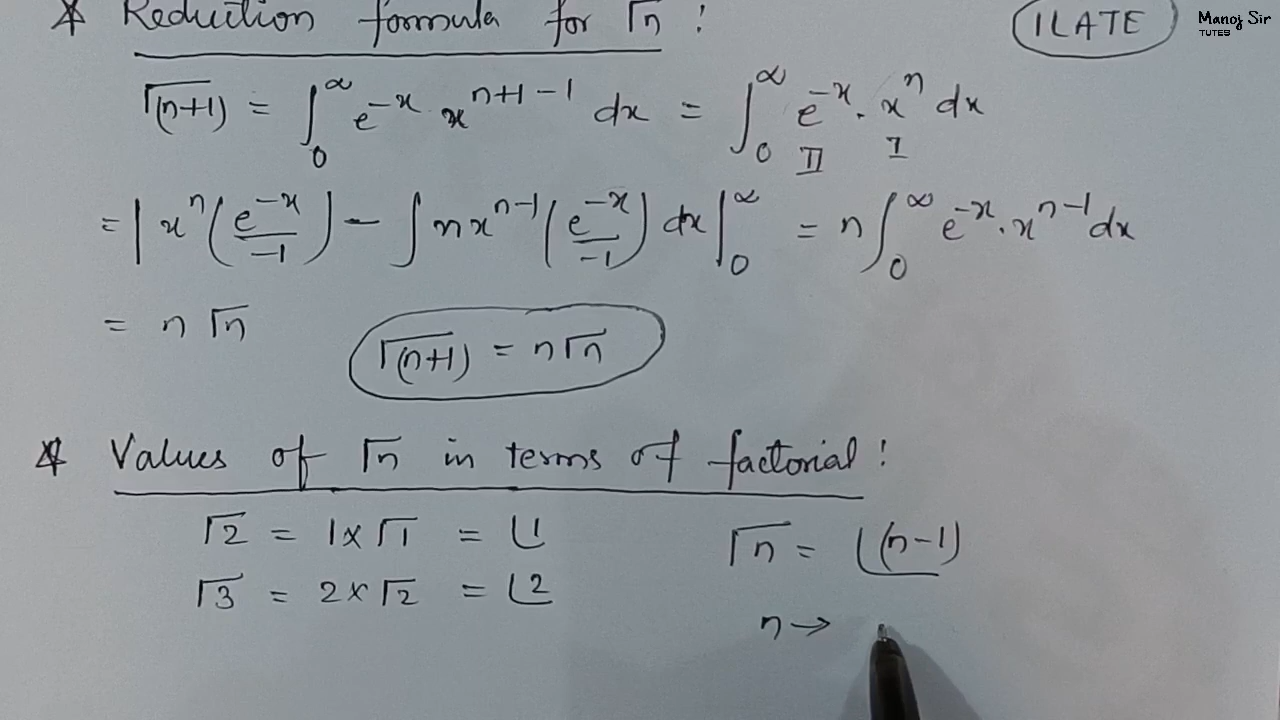 * Reduction formula for Γn :
ILATE
Manoj Sir
TUTES
Γ(n+1) = ∫₀^∞ e^{-x} x^{n+1-1} dx = ∫₀^∞ e^{-x} . x^n dx
II I
= | x^n (e^{-x}/-1) - ∫ n x^{n-1} (e^{-x}/-1) dx |₀^∞ = n ∫₀^∞ e^{-x} . x^{n-1} dx
= n Γn
Γ(n+1) = n Γn
* Values of Γn in terms of factorial :
Γ2 = 1 x Γ1 = ⌊1
Γn = ⌊(n-1)
Γ3 = 2 x Γ2 = ⌊2
n →